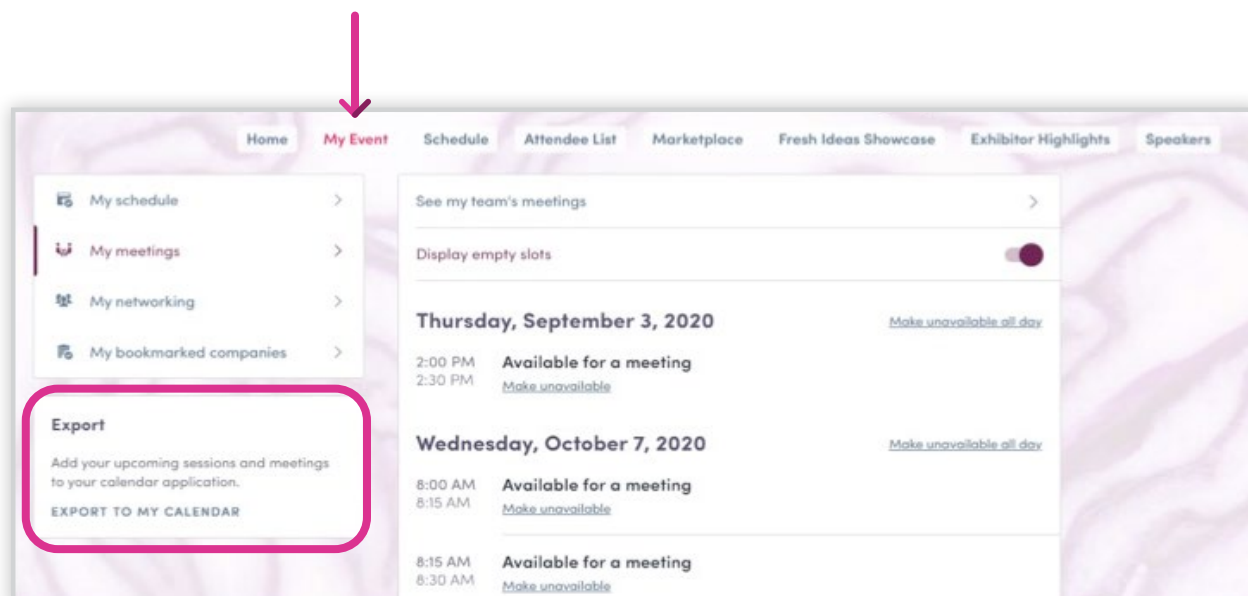 Home My Event Schedule Attendee List Marketplace Fresh Ideas Showcase Exhibitor Highlights Speakers
My schedule
My meetings
My networking
My bookmarked companies
Export
Add your upcoming sessions and meetings
to your calendar application.
EXPORT TO MY CALENDAR
See my team's meetings
Display empty slots
Thursday, September 3, 2020 Make unavailable all day
2:00 PM Available for a meeting
2:30 PM Make unavailable
Wednesday, October 7, 2020 Make unavailable all day
8:00 AM Available for a meeting
8:15 AM Make unavailable
8:15 AM Available for a meeting
8:30 AM Make unavailable